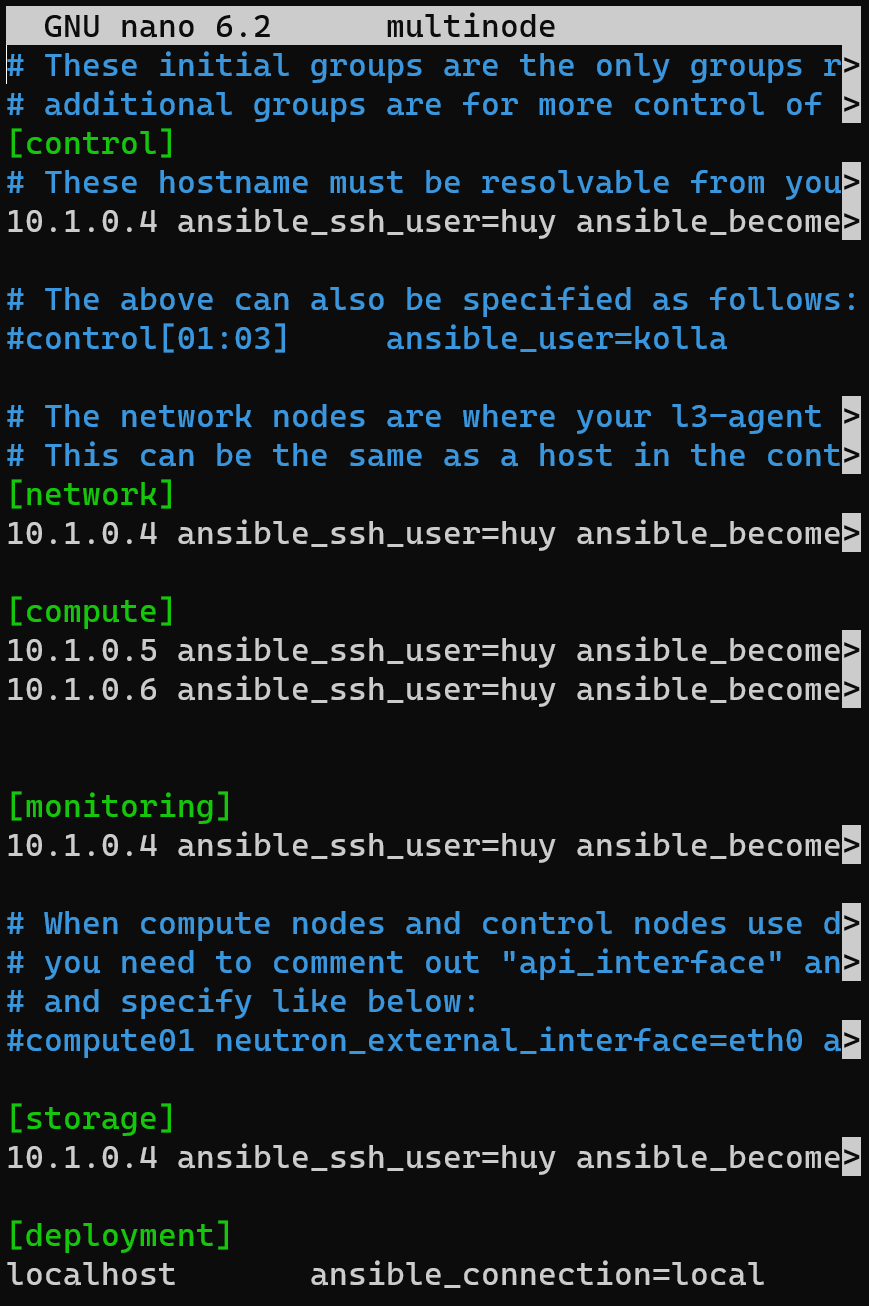 GNU nano 6.2      multinode
# These initial groups are the only groups r>
# additional groups are for more control of >
[control]
# These hostname must be resolvable from you>
10.1.0.4 ansible_ssh_user=huy ansible_become>
# The above can also be specified as follows:
#control[01:03]     ansible_user=kolla
# The network nodes are where your l3-agent >
# This can be the same as a host in the cont>
[network]
10.1.0.4 ansible_ssh_user=huy ansible_become>
[compute]
10.1.0.5 ansible_ssh_user=huy ansible_become>
10.1.0.6 ansible_ssh_user=huy ansible_become>
[monitoring]
10.1.0.4 ansible_ssh_user=huy ansible_become>
# When compute nodes and control nodes use d>
# you need to comment out "api_interface" an>
# and specify like below:
#compute01 neutron_external_interface=eth0 a>
[storage]
10.1.0.4 ansible_ssh_user=huy ansible_become>
[deployment]
localhost       ansible_connection=local